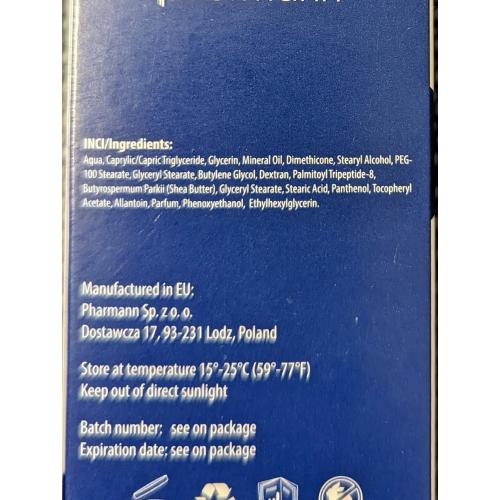 INCI/Ingredients:
Aqua, Caprylic/Capric Triglyceride, Glycerin, Mineral Oil, Dimethicone, Stearyl Alcohol, PEG-
100 Stearate, Glyceryl Stearate, Butylene Glycol, Dextran, Palmitoyl Tripeptide-8,
Butyrospermum Parkii (Shea Butter), Glyceryl Stearate, Stearic Acid, Panthenol, Tocopheryl
Acetate, Allantoin, Parfum, Phenoxyethanol, Ethylhexylglycerin.
Manufactured in EU:
Pharmann Sp. z o. o.
Dostawcza 17, 93-231 Lodz, Poland
Store at temperature 15°-25°C (59°-77°F)
Keep out of direct sunlight
Batch number: see on package
Expiration date: see on package